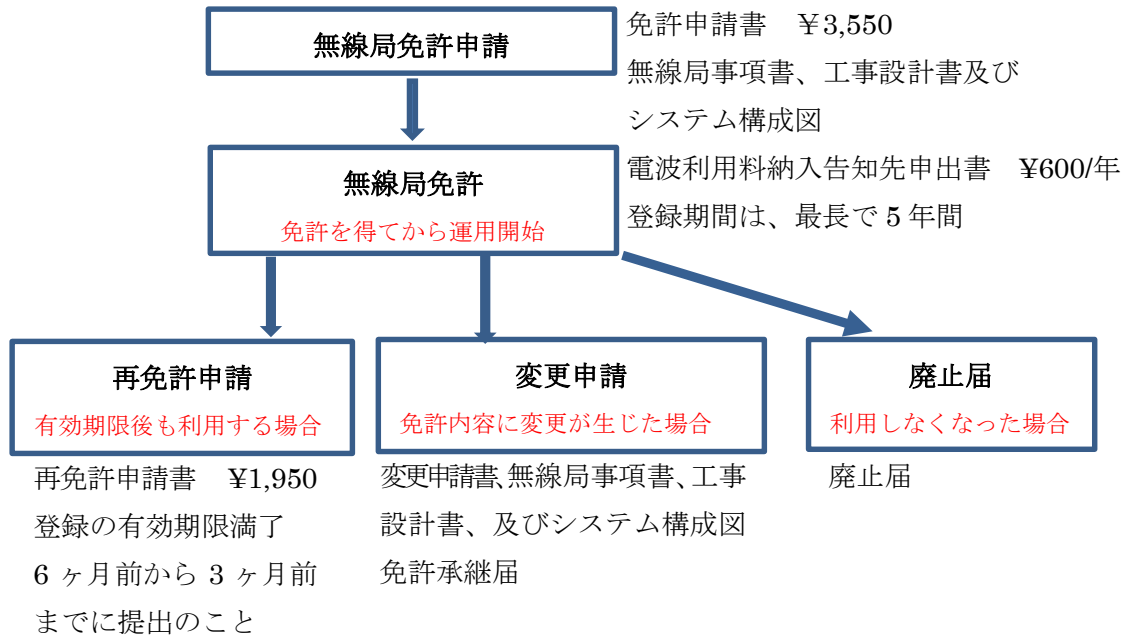 無線局免許申請
免許申請書　￥3,550
無線局事項書、工事設計書及び
システム構成図
無線局免許
免許を得てから運用開始
電波利用料納入告知先申出書　¥600/年
登録期間は、最長で 5 年間
再免許申請
有効期限後も利用する場合
再免許申請書　¥1,950
登録の有効期限満了
6 ヶ月前から 3 ヶ月前
までに提出のこと
変更申請
免許内容に変更が生じた場合
変更申請書、無線局事項書、工事
設計書、及びシステム構成図
免許承継届
廃止届
利用しなくなった場合
廃止届